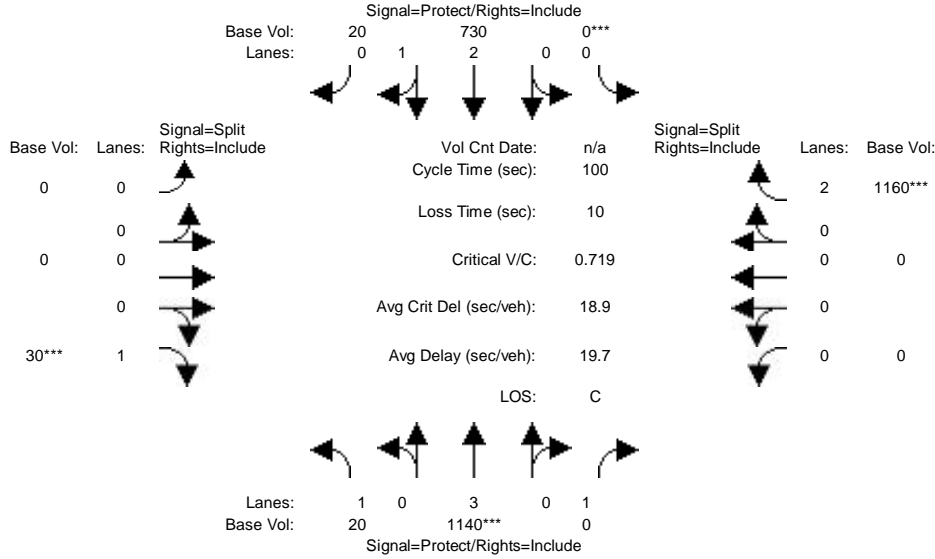 Signal=Protect/Rights=Include
Base Vol: 20 730 0***
Lanes: 0 1 2 0 0
Signal=Split
Rights=Include
Base Vol: Lanes:
Vol Cnt Date: n/a
Signal=Split
Rights=Include
Lanes: Base Vol:
Cycle Time (sec): 100
0 0
2 1160***
Loss Time (sec): 10
0
0
0 0
Critical V/C: 0.719
0 0
0
Avg Crit Del (sec/veh): 18.9
0
30*** 1
Avg Delay (sec/veh): 19.7
0 0
LOS: C
Lanes: 1 0 3 0 1
Base Vol: 20 1140*** 0
Signal=Protect/Rights=Include